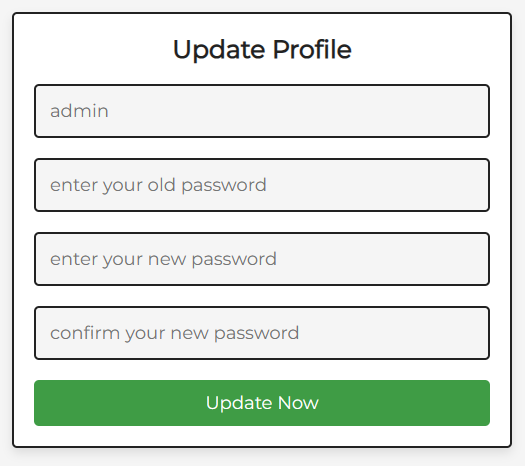 Update Profile
admin
enter your old password
enter your new password
confirm your new password
Update Now